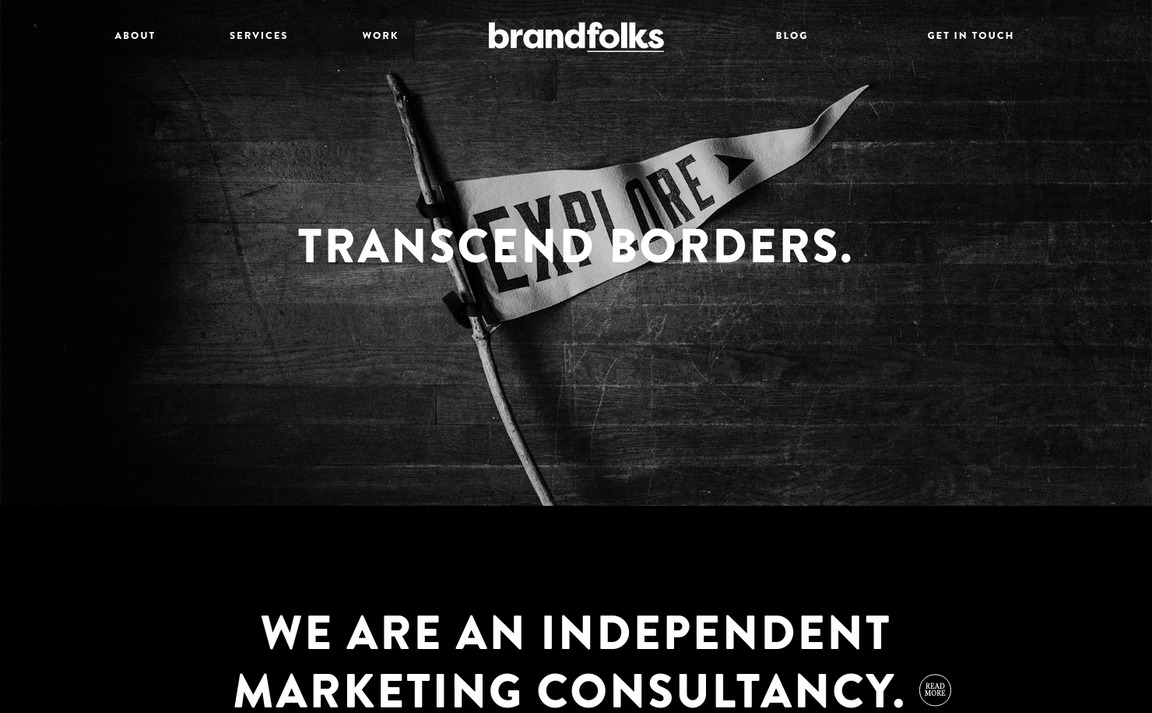 ABOUT
SERVICES
WORK
brandfolks
BLOG
GET IN TOUCH
EXPLORE
TRANSCEND BORDERS.
WE ARE AN INDEPENDENT
MARKETING CONSULTANCY.
READ
MORE